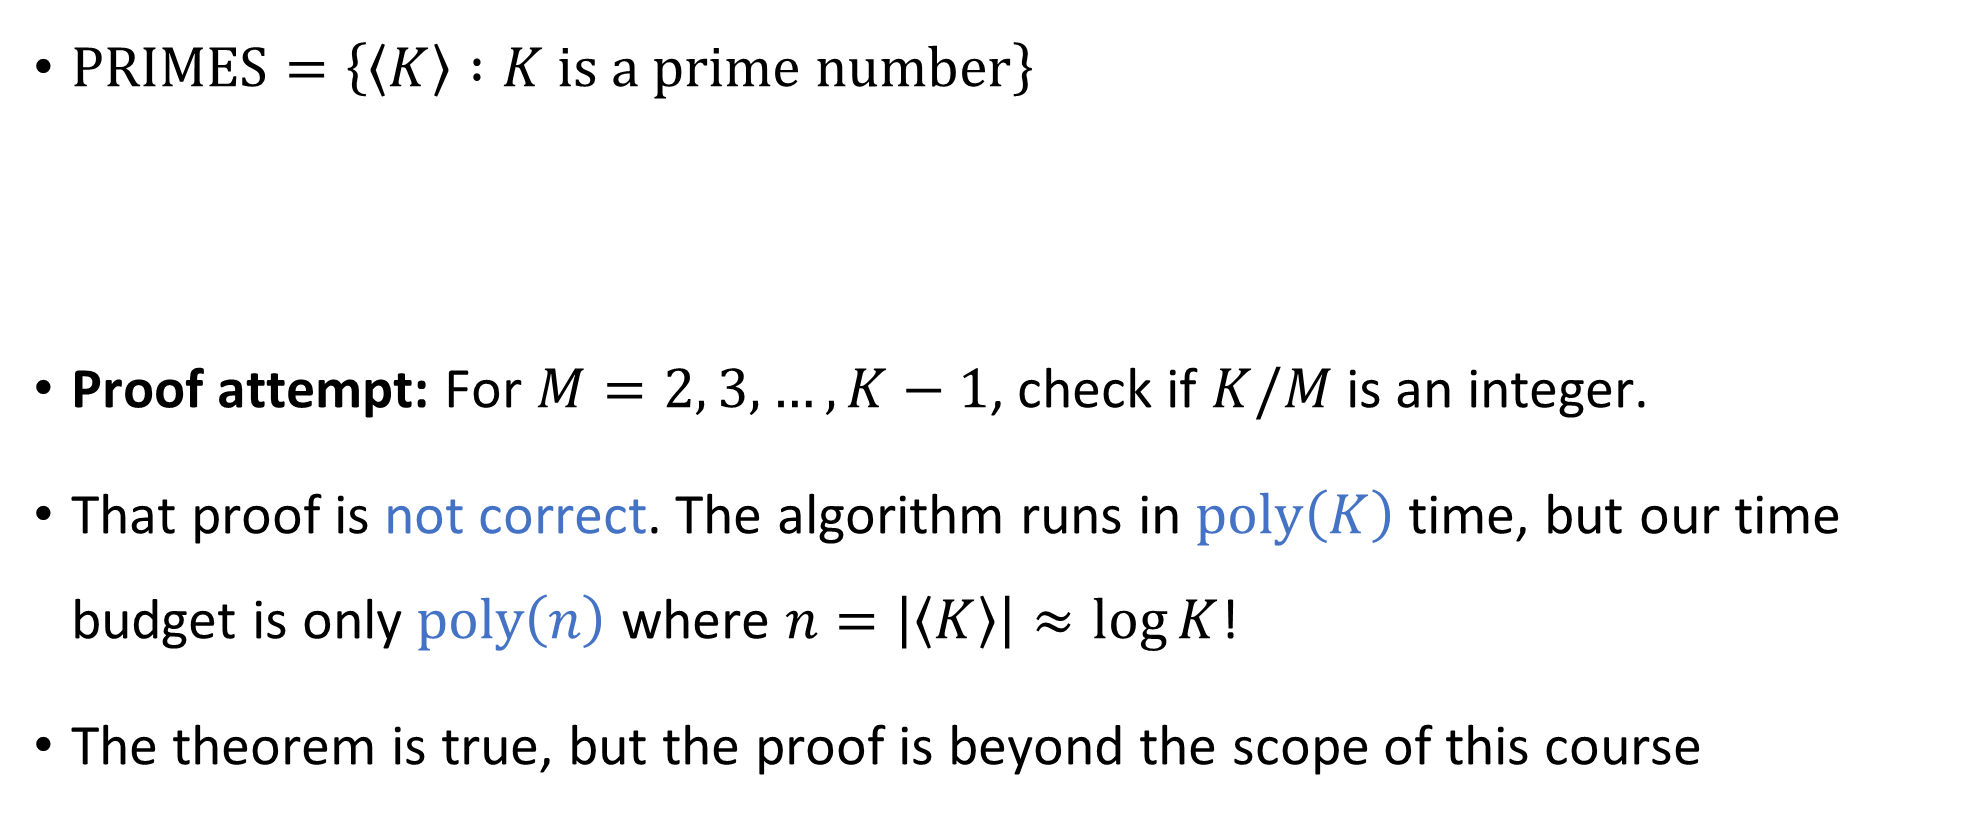 • PRIMES = {⟨K⟩ : K is a prime number}
• Proof attempt: For M = 2, 3, … , K − 1, check if K/M is an integer.
• That proof is not correct. The algorithm runs in poly(K) time, but our time
budget is only poly(n) where n = |⟨K⟩| ≈ log K!
• The theorem is true, but the proof is beyond the scope of this course